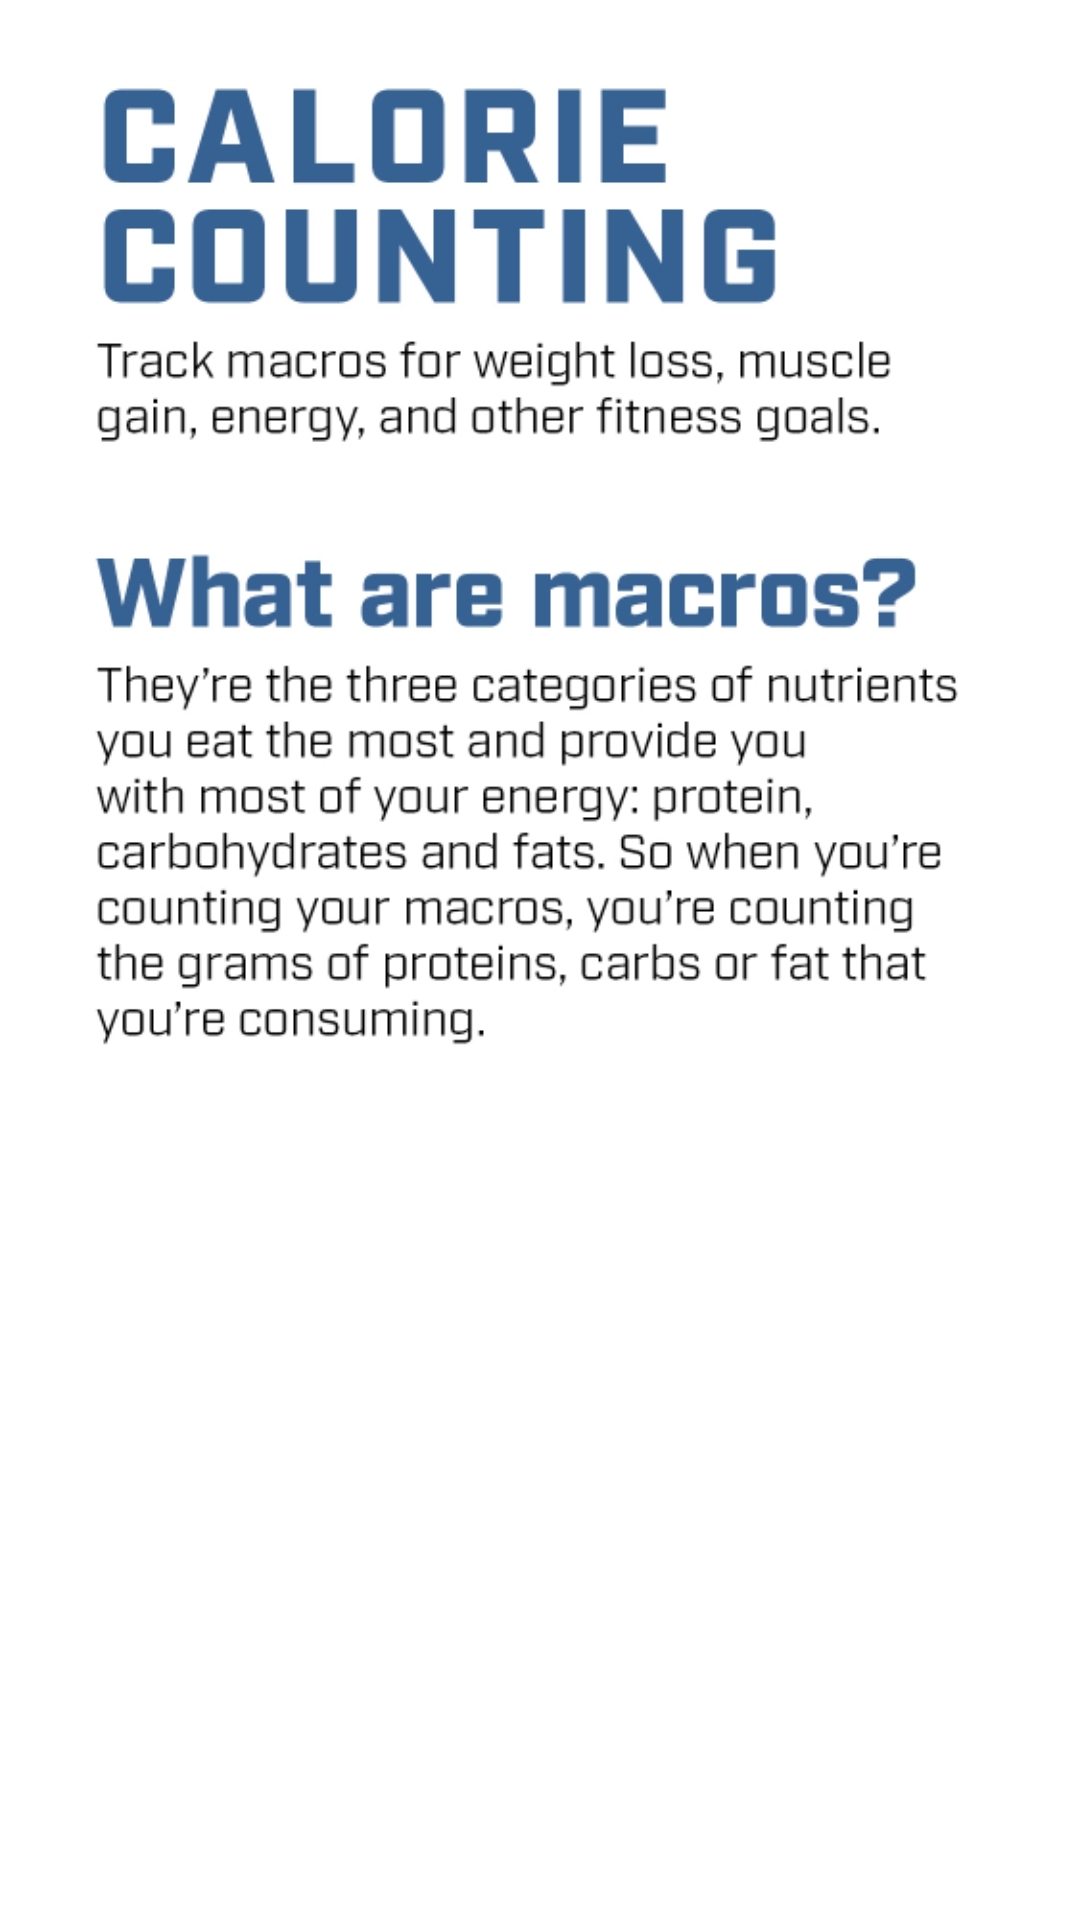 CALORIE
COUNTING
Track macros for weight loss, muscle
gain, energy, and other fitness goals.
What are macros?
They’re the three categories of nutrients
you eat the most and provide you
with most of your energy: protein,
carbohydrates and fats. So when you’re
counting your macros, you’re counting
the grams of proteins, carbs or fat that
you’re consuming.